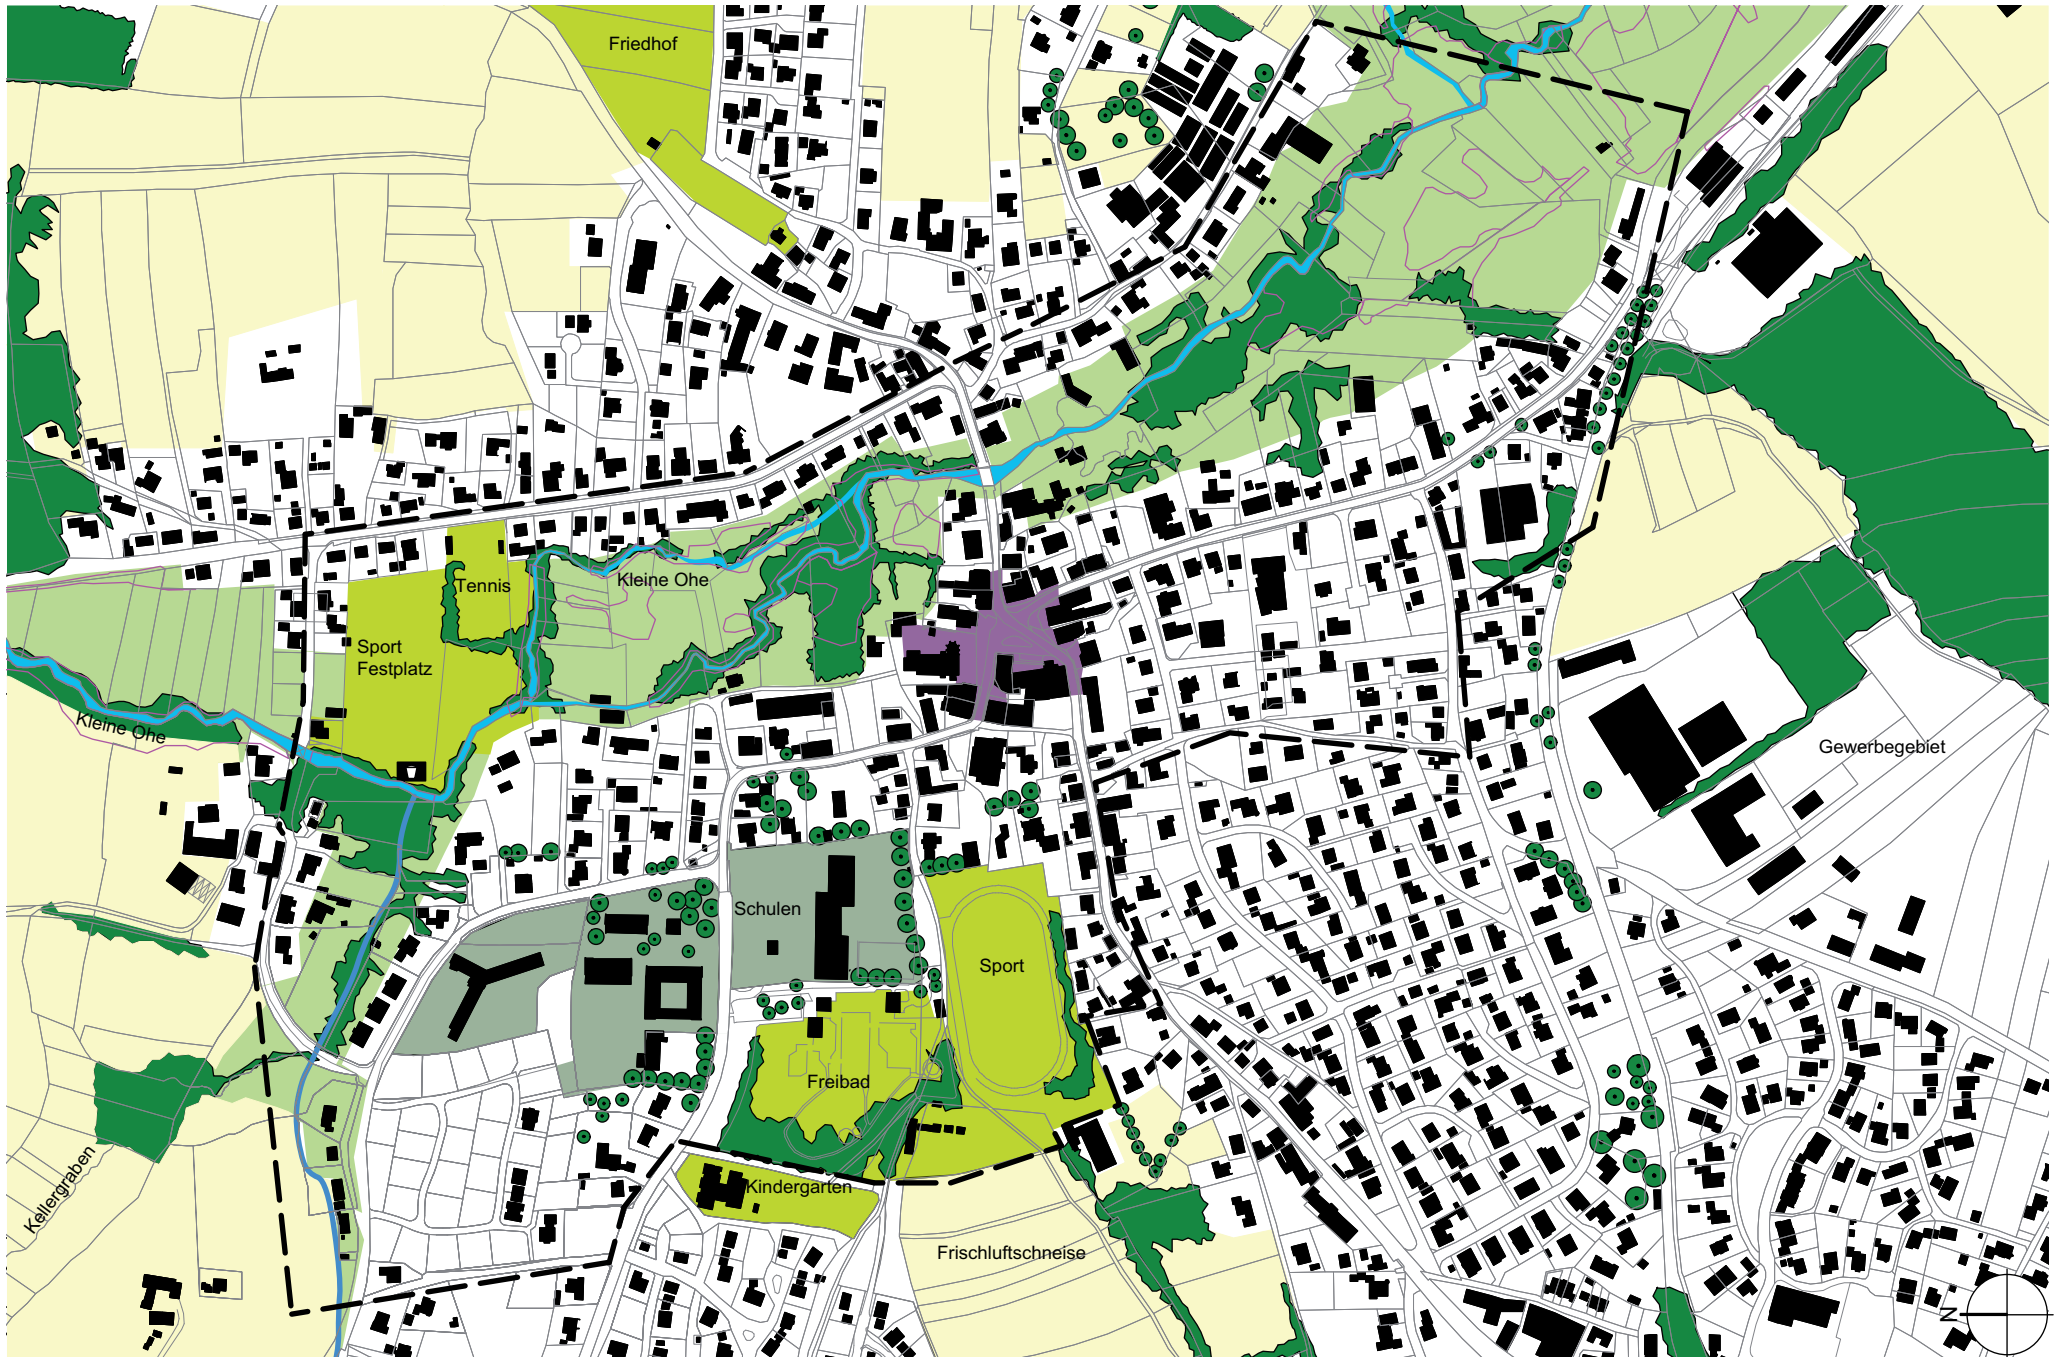 Friedhof
Tennis
Kleine Ohe
Sport
Festplatz
Kleine Ohe
Gewerbegebiet
Schulen
Sport
Freibad
Kindergarten
Kellergraben
Frischluftschneise
N